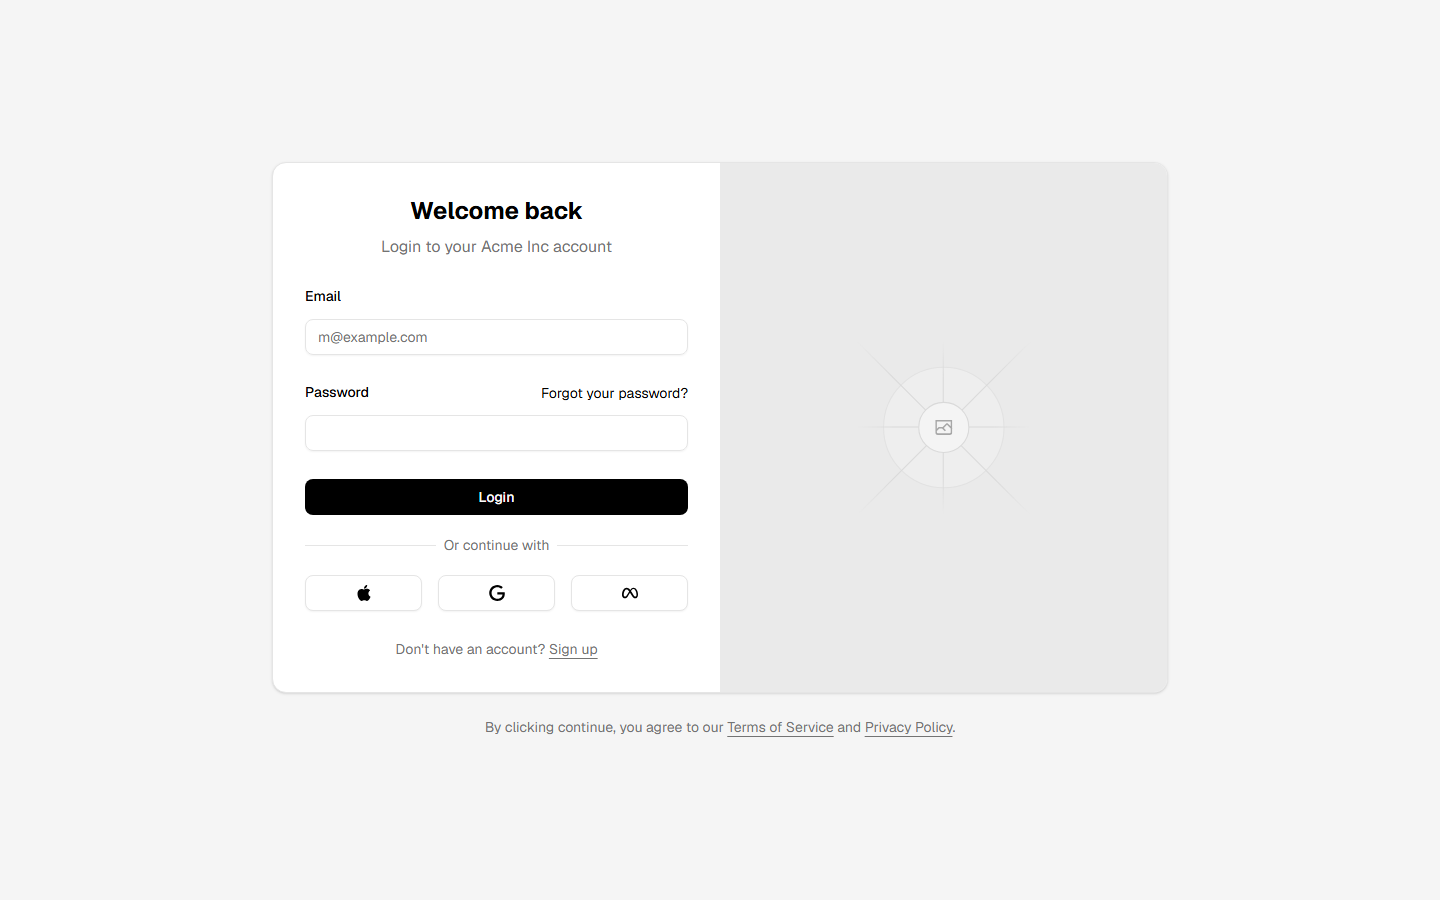 Welcome back
Login to your Acme Inc account
Email
m@example.com
Password
Forgot your password?
Login
Or continue with
Don't have an account? Sign up
By clicking continue, you agree to our Terms of Service and Privacy Policy.